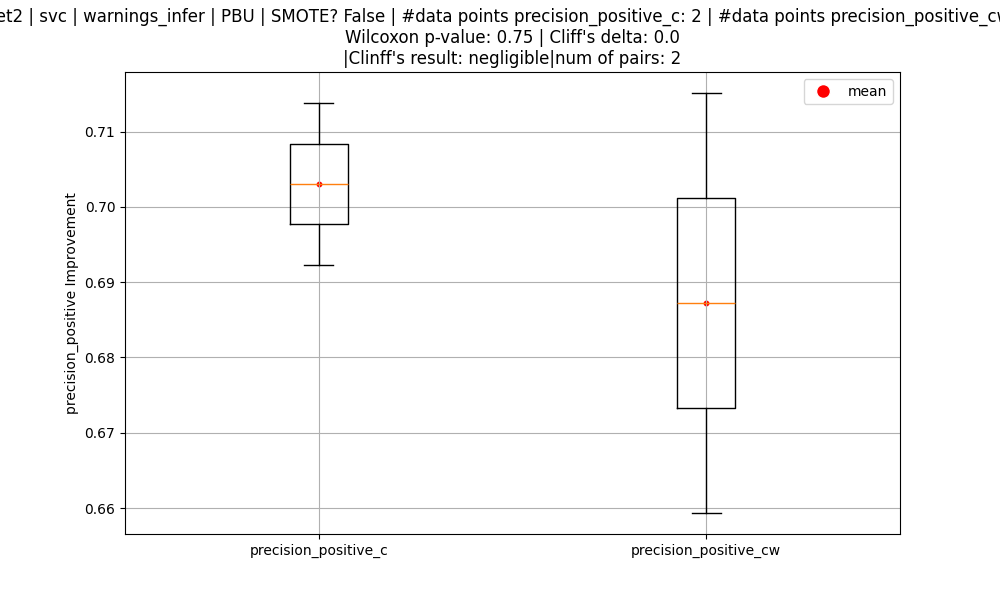 | svc | warnings_infer | PBU | SMOTE? False | #data points precision_positive_c: 2 | #data points
Wilcoxon p-value: 0.75 | Cliff's delta: 0.0
|Clinff's result: negligible|num of pairs: 2
mean
0.71
0.70
0.69
0.68
0.67
0.66
precision_positive Improvement
precision_positive_c
precision_positive_cw